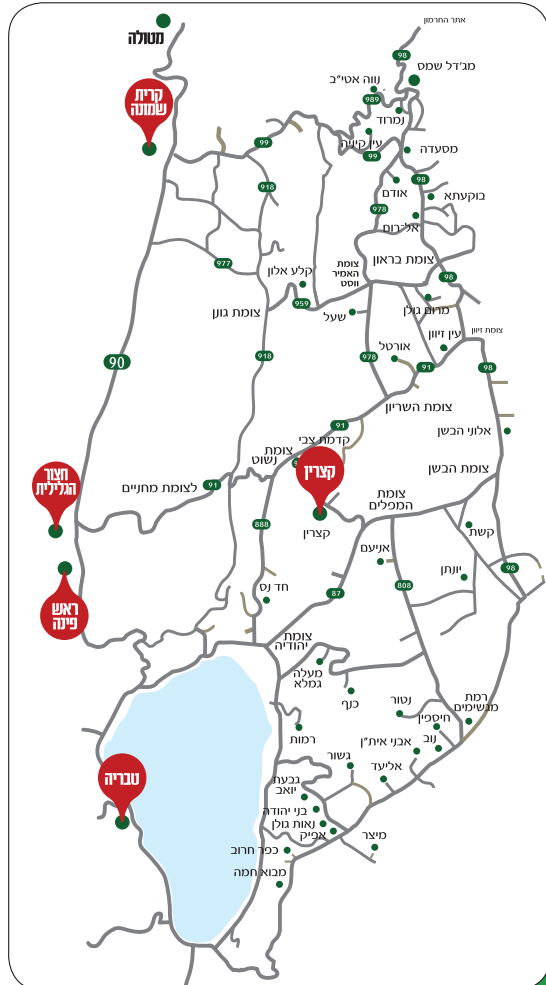 אתר החרמון
מטולה
98
מג'דל שמס
נווה אטי"ב
קרית
שמונה
989
נמרוד
99
עין קיניה
99
מסעדה
918
אודם
98
978
בוקעתא
אל־רום
977
צומת
האמיר
ווסט
צומת בראון
קלע אלון
98
959
מרום גולן
צומת גונן
שעל
צומת זיוון
עין זיוון
90
918
978
אורטל
91
98
צומת השריון
91
אלוני הבשן
קדמת צבי
צומת
נשוט
חצור
הגלילית
קצרין
צומת הבשן
91
לצומת מחניים
צומת
המפלים
888
קצרין
קשת
אניעם
98
יונתן
ראש
פינה
חד נס
87
808
צומת
יהודיה
מעלה
גמלא
כנף
נטור
רמת
מגשימים
חיספין
רמות
נוב
אבני אית"ן
גשור
טבריה
אליעד
גבעת
יואב
בני יהודה
נאות גולן
אפיק
מיצר
כפר חרוב
מבוא חמה